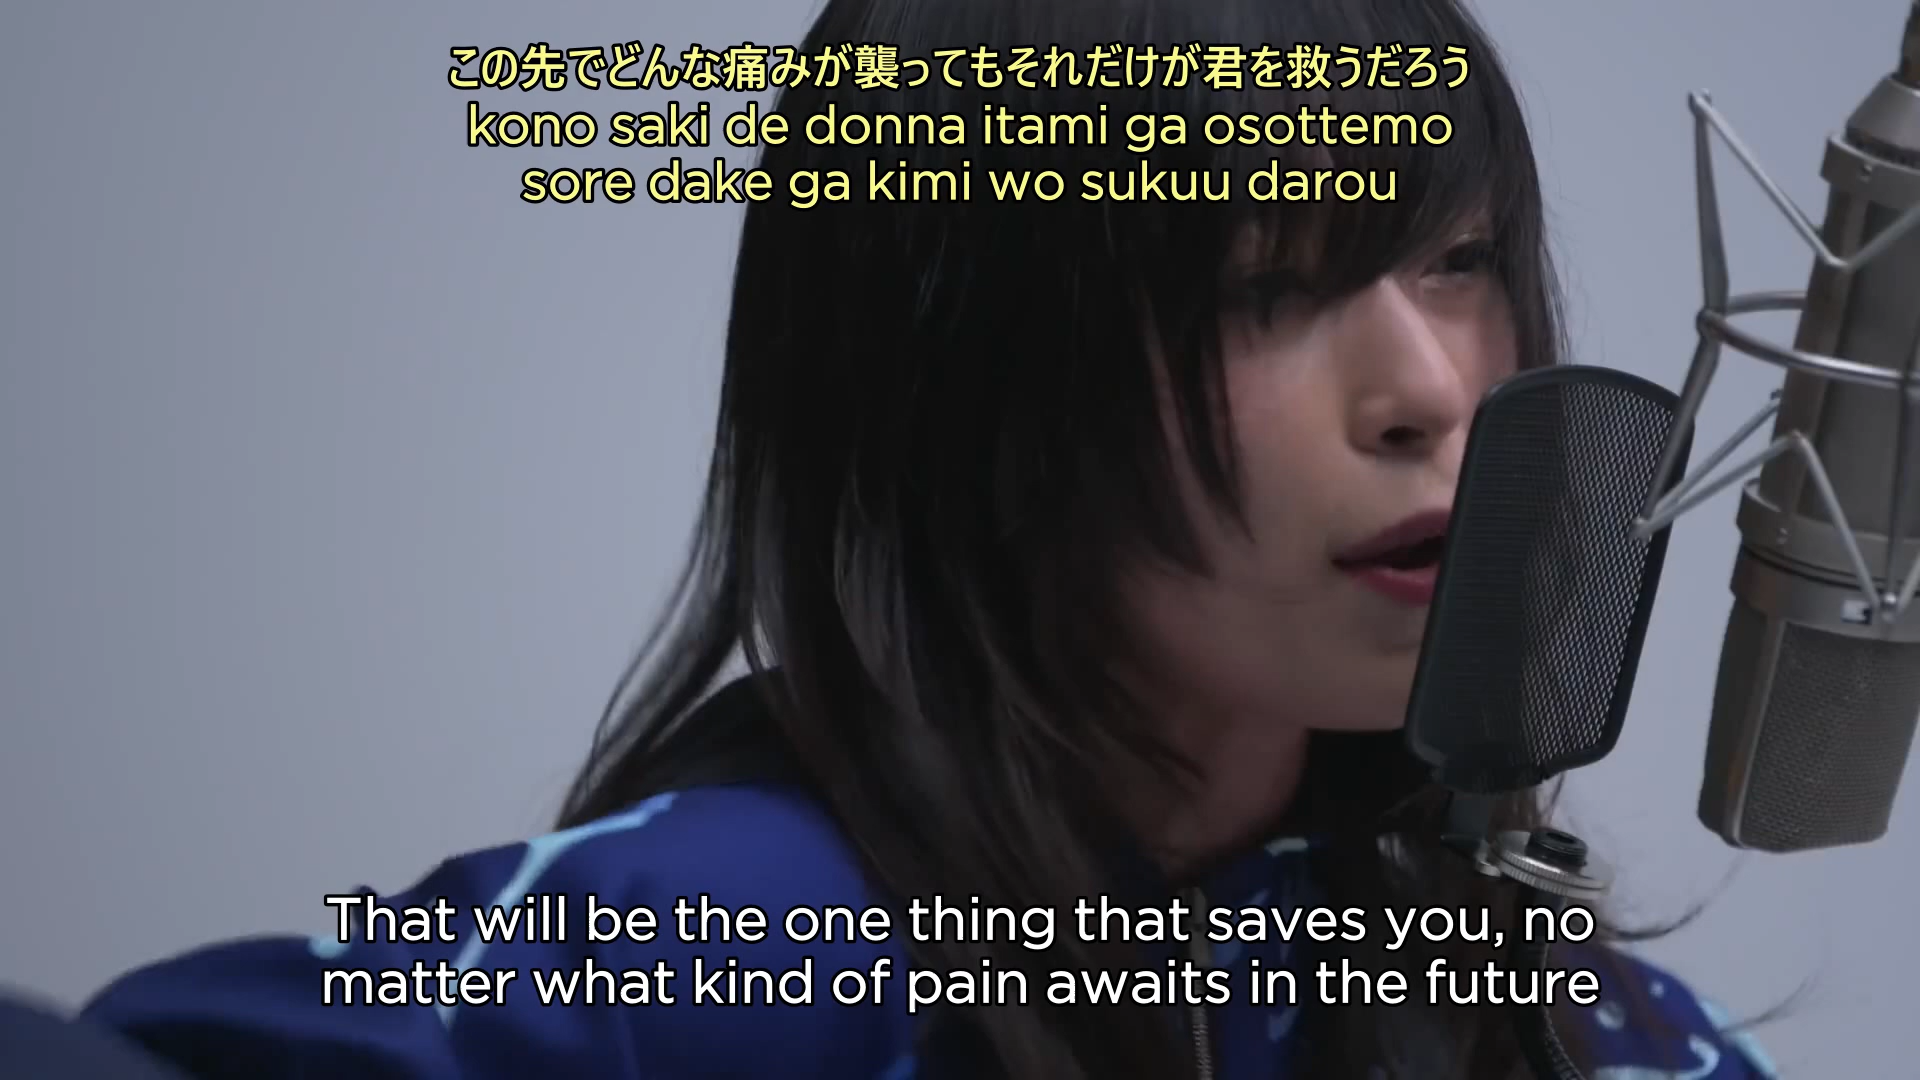 この先でどんな痛みが襲ってもそれだけが君を救うだろう
kono saki de donna itami ga osottemo
sore dake ga kimi wo sukuu darou
That will be the one thing that saves you, no
matter what kind of pain awaits in the future